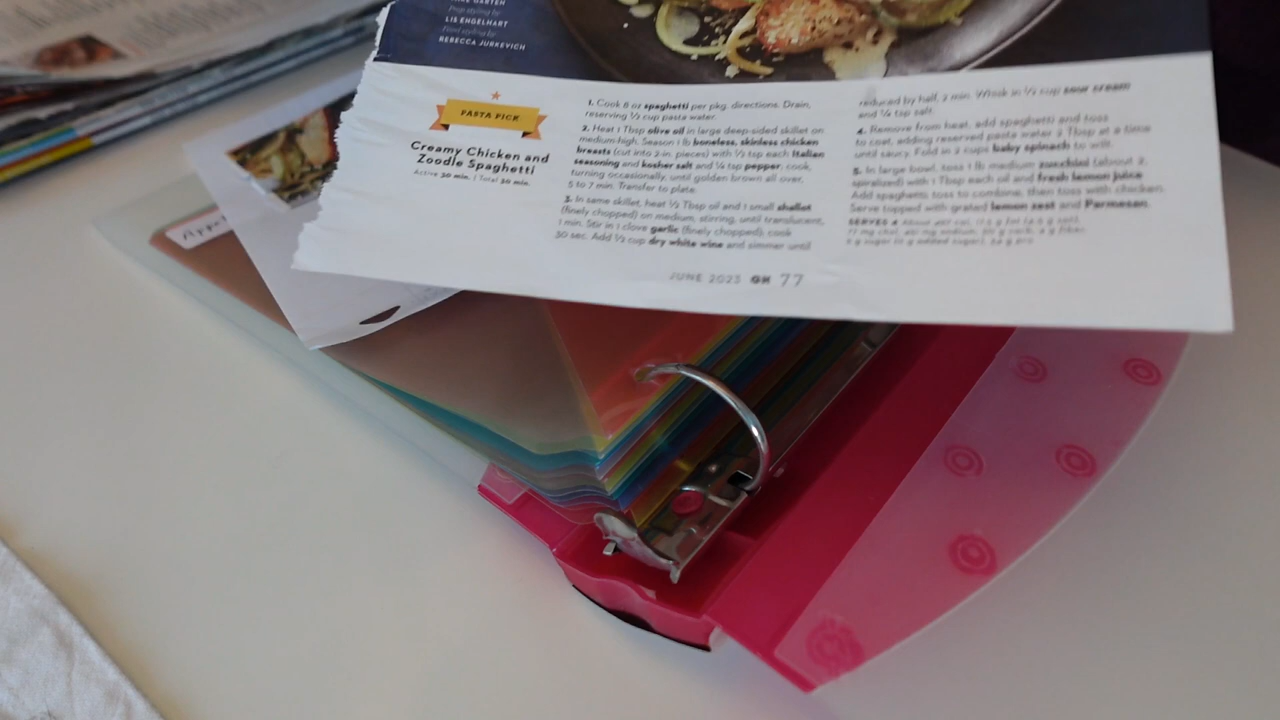 Prop styling by
LIS ENGELHART
Food styling by
REBECCA JURKEVICH
PASTA PICK
Creamy Chicken and
Zoodle Spaghetti
Active 30 min. | Total 30 min.
1. Cook 8 oz spaghetti per pkg. directions. Drain,
reserving ½ cup pasta water.
2. Heat 1 Tbsp olive oil in large deep-sided skillet on
medium-high. Season 1 lb boneless, skinless chicken
breasts (cut into 2-in. pieces) with ½ tsp each Italian
seasoning and kosher salt and ¼ tsp pepper; cook,
turning occasionally, until golden brown all over,
5 to 7 min. Transfer to plate.
3. In same skillet, heat ½ Tbsp oil and 1 small shallot
(finely chopped) on medium, stirring, until translucent,
1 min. Stir in 1 clove garlic (finely chopped); cook
30 sec. Add ½ cup dry white wine and simmer until
reduced by half, 2 min. Whisk in ½ cup sour cream
and ¼ tsp salt.
4. Remove from heat, add spaghetti and toss
to coat, adding reserved pasta water 2 Tbsp at a time
until saucy. Fold in 2 cups baby spinach to wilt.
5. In large bowl, toss 1 lb medium zucchini (about 2,
spiralized) with 1 Tbsp each oil and fresh lemon juice.
Add spaghetti, toss to combine, then toss with chicken.
Serve topped with grated lemon zest and Parmesan.
SERVES 4
JUNE 2023 GH 77